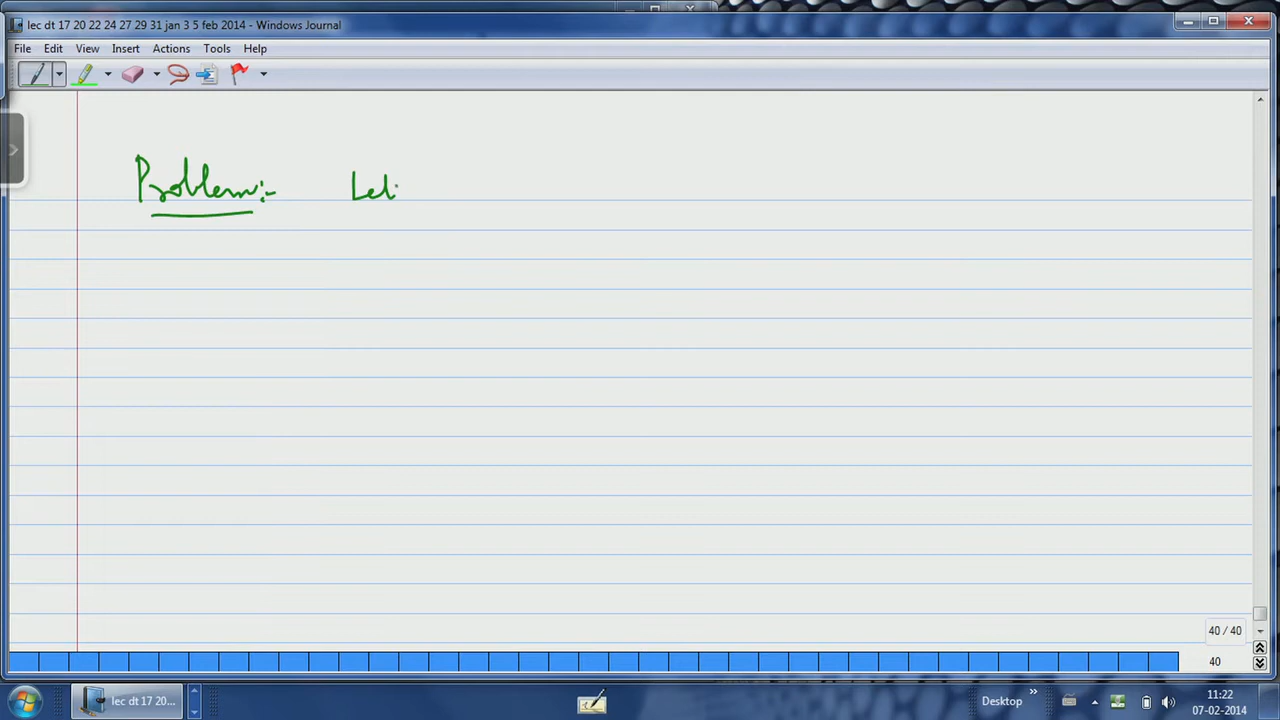 lec dt 17 20 22 24 27 29 31 jan 3 5 feb 2014 - Windows Journal
File Edit View Insert Actions Tools Help
Problem:- Let
40 / 40
40
lec dt 17 20...
Desktop
11:22
07-02-2014